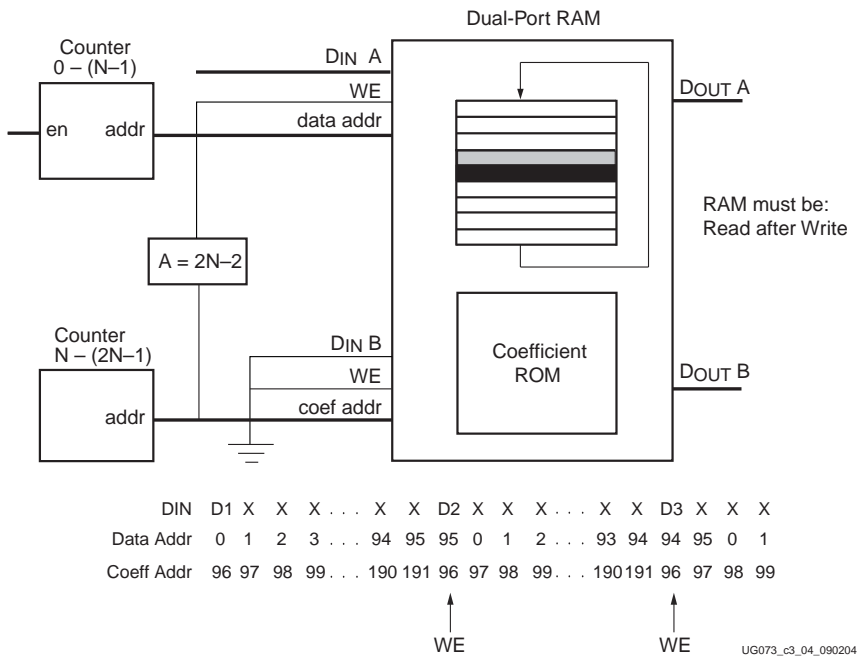 Dual-Port RAM
Counter
0 – (N–1)
en addr
DIN A
WE
data addr
DOUT A
RAM must be:
Read after Write
A = 2N–2
Counter
N – (2N–1)
addr
DIN B
WE
coef addr
Coefficient
ROM
DOUT B
DIN D1 X X X . . . X X D2 X X X . . . X X D3 X X X
Data Addr 0 1 2 3 . . . 94 95 95 0 1 2 . . . 93 94 94 95 0 1
Coeff Addr 96 97 98 99 . . . 190 191 96 97 98 99 . . . 190 191 96 97 98 99
WE WE
UG073_c3_04_090204